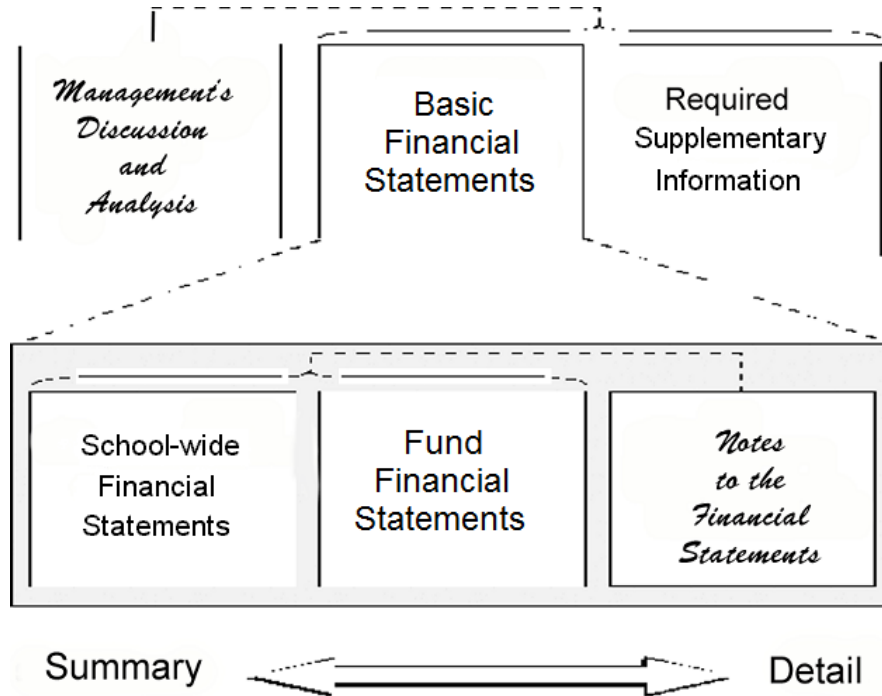 Management's
Discussion
and
Analysis
Basic
Financial
Statements
Required
Supplementary
Information
School-wide
Financial
Statements
Fund
Financial
Statements
Notes
to the
Financial
Statements
Summary
Detail